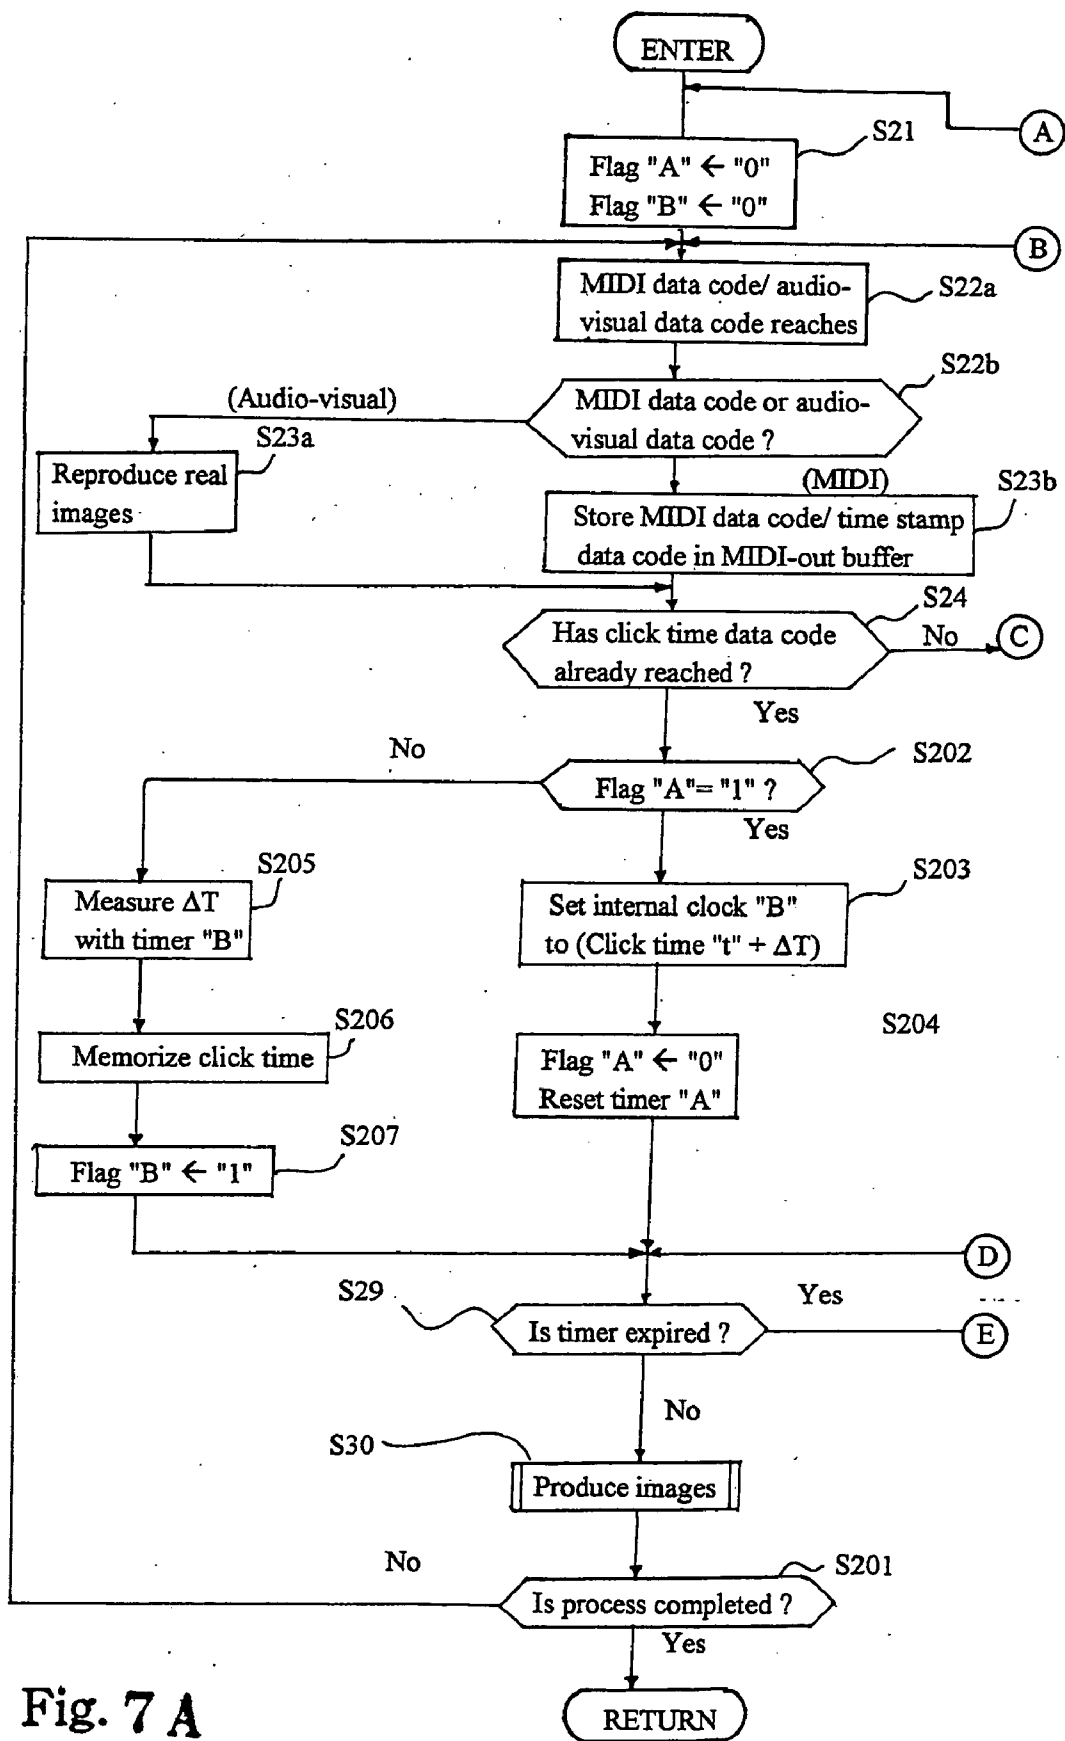 ENTER
A
S21
Flag "A" ← "0"
Flag "B" ← "0"
B
MIDI data code/ audio-
visual data code reaches
S22a
S22b
(Audio-visual)
MIDI data code or audio-
visual data code ?
S23a
Reproduce real
images
(MIDI)
S23b
Store MIDI data code/ time stamp
data code in MIDI-out buffer
S24
Has click time data code
already reached ?
No
C
Yes
No
S202
Flag "A"= "1" ?
Yes
S205
Measure ΔT
with timer "B"
S203
Set internal clock "B"
to (Click time "t" + ΔT)
S206
Memorize click time
S204
Flag "A" ← "0"
Reset timer "A"
S207
Flag "B" ← "1"
D
S29
Yes
Is timer expired ?
E
No
S30
Produce images
No
S201
Is process completed ?
Yes
RETURN
Fig. 7 A